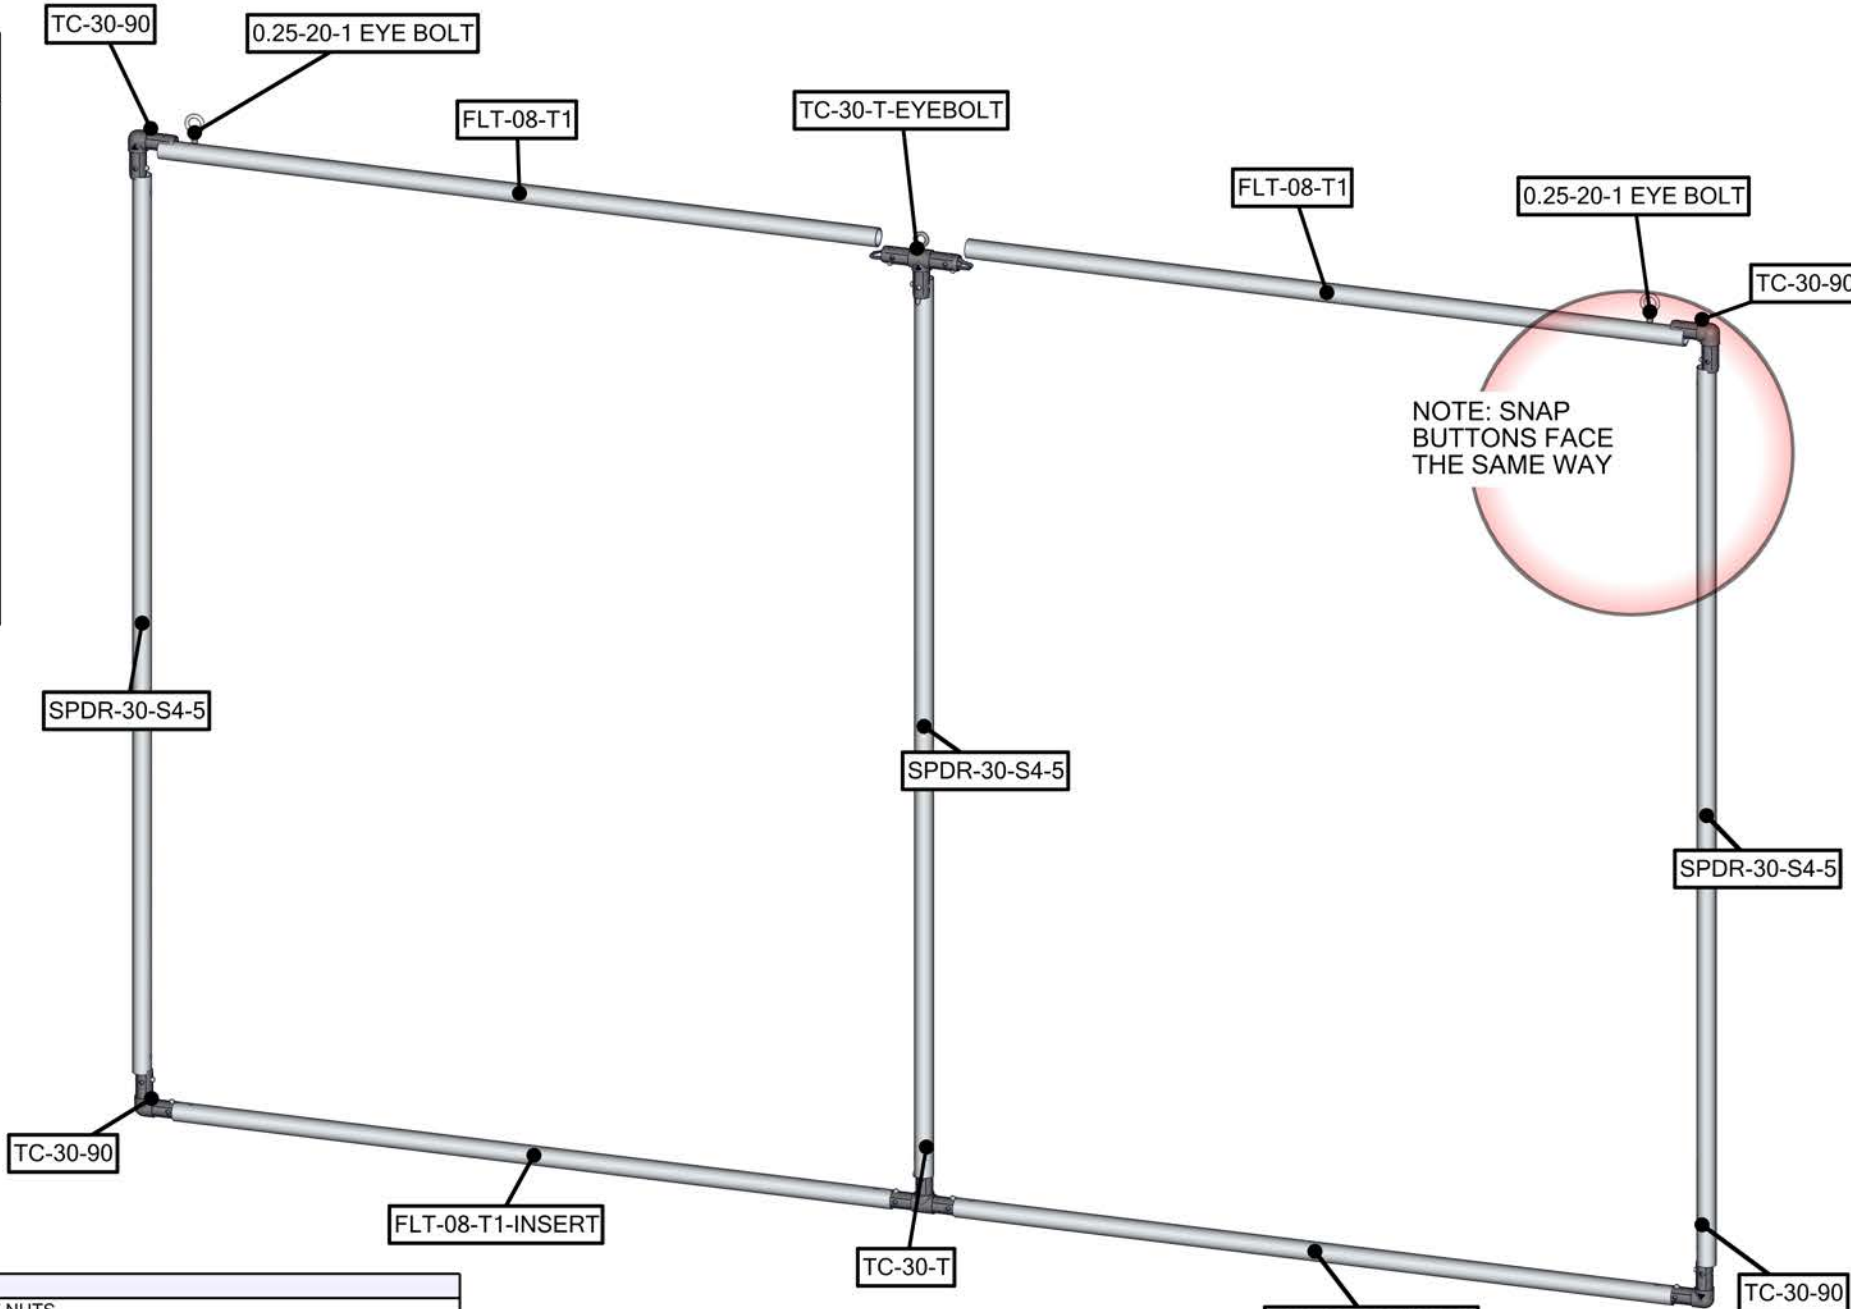 TC-30-90
0.25-20-1 EYE BOLT
FLT-08-T1
TC-30-T-EYEBOLT
FLT-08-T1
0.25-20-1 EYE BOLT
TC-30-90
NOTE: SNAP
BUTTONS FACE
THE SAME WAY
SPDR-30-S4-5
SPDR-30-S4-5
SPDR-30-S4-5
TC-30-90
FLT-08-T1-INSERT
TC-30-T
TC-30-90
NUTS